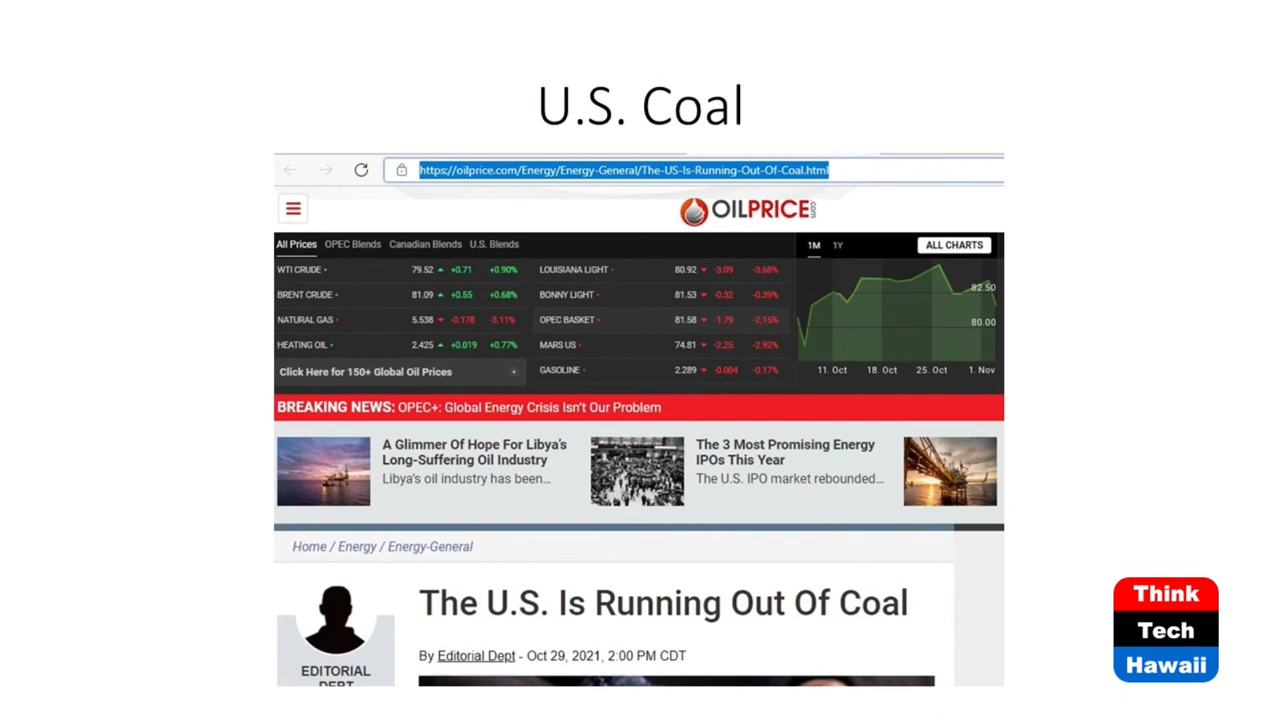 U.S. Coal
https://oilprice.com/Energy/Energy-General/The-US-Is-Running-Out-Of-Coal.html
OILPRICE.com
All Prices OPEC Blends Canadian Blends U.S. Blends
1M 1Y ALL CHARTS
WTI CRUDE 79.52 +0.71 +0.90%
LOUISIANA LIGHT 80.92 -3.09 -3.68%
BRENT CRUDE 81.09 +0.55 +0.68%
BONNY LIGHT 81.53 -0.32 -0.39%
82.50
NATURAL GAS 5.538 -0.178 -3.11%
OPEC BASKET 81.58 -1.79 -2.15%
80.00
HEATING OIL 2.425 +0.019 +0.77%
MARS US 74.81 -2.25 -2.92%
Click Here for 150+ Global Oil Prices
GASOLINE 2.289 -0.004 -0.17%
11. Oct 18. Oct 25. Oct 1. Nov
BREAKING NEWS: OPEC+: Global Energy Crisis Isn't Our Problem
A Glimmer Of Hope For Libya's
Long-Suffering Oil Industry
Libya's oil industry has been...
The 3 Most Promising Energy
IPOs This Year
The U.S. IPO market rebounded...
Home / Energy / Energy-General
The U.S. Is Running Out Of Coal
By Editorial Dept - Oct 29, 2021, 2:00 PM CDT
EDITORIAL
DEPT
Think
Tech
Hawaii